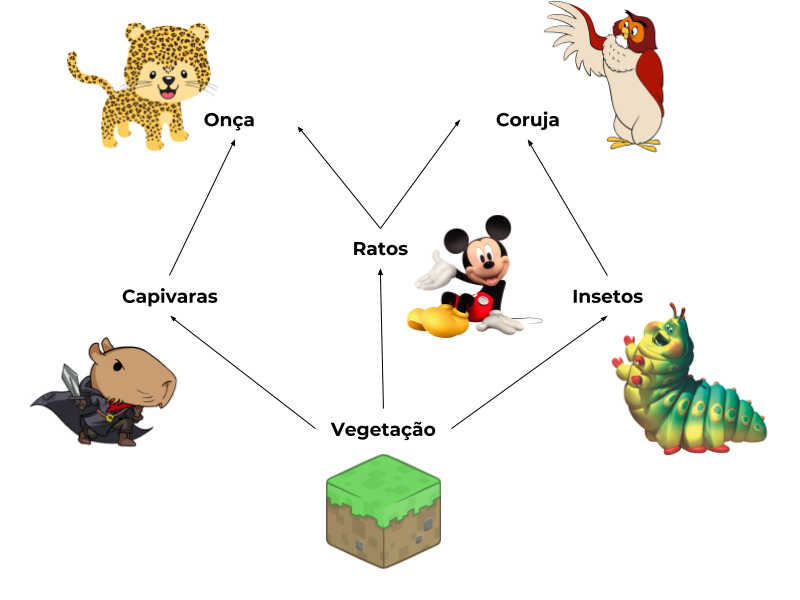 Onça
Coruja
Ratos
Capivaras
Insetos
Vegetação